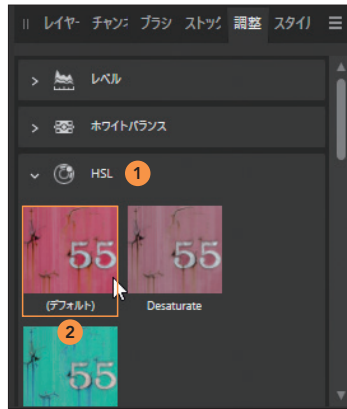 レイヤー チャンネ ブラシ ストック 調整 スタイル
レベル
ホワイトバランス
HSL 1
55 55
(デフォルト) Desaturate
2
55